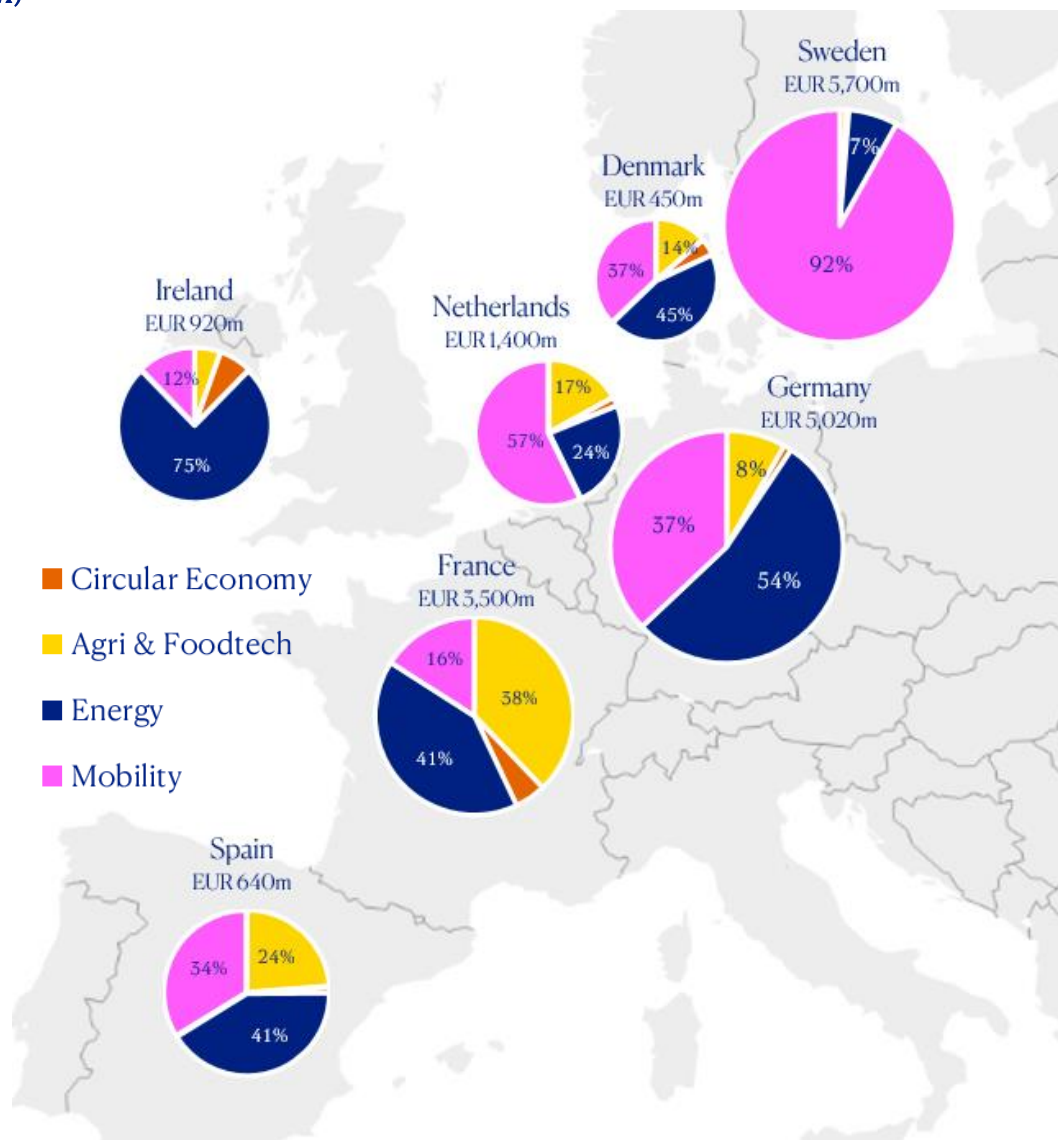 Sweden
EUR 5,700m
7%
92%
Denmark
EUR 450m
14%
37%
45%
Ireland
EUR 920m
12%
75%
Netherlands
EUR 1,400m
17%
57%
24%
Germany
EUR 5,020m
8%
37%
54%
France
EUR 3,500m
16%
38%
41%
Circular Economy
Agri & Foodtech
Energy
Mobility
Spain
EUR 640m
34%
24%
41%